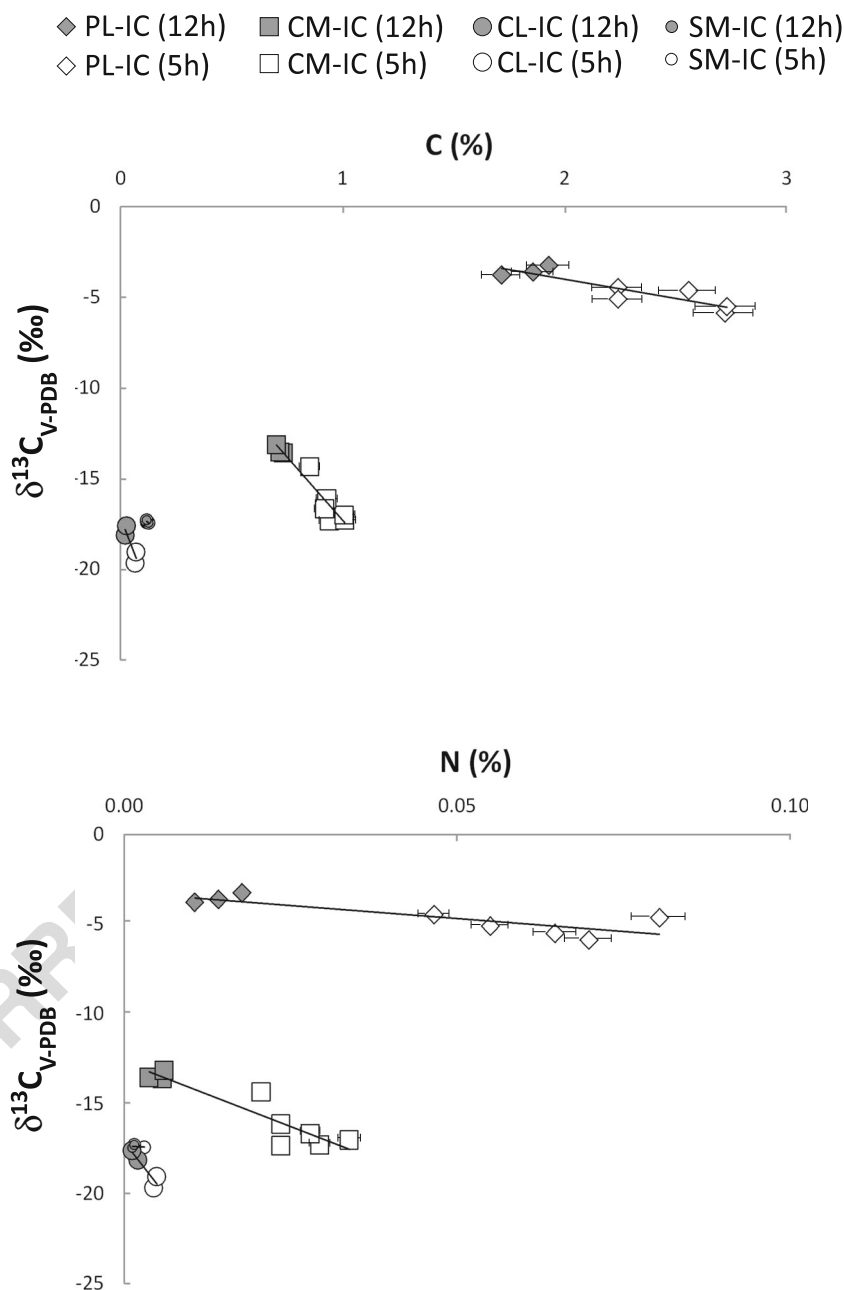 PL-IC (12h) CM-IC (12h) CL-IC (12h) SM-IC (12h)
PL-IC (5h) CM-IC (5h) CL-IC (5h) SM-IC (5h)
C (%)
0 1 2 3
0
-5
-10
-15
-20
-25
δ¹³C V-PDB (‰)
N (%)
0.00 0.05 0.10
0
-5
-10
-15
-20
-25
δ¹³C V-PDB (‰)